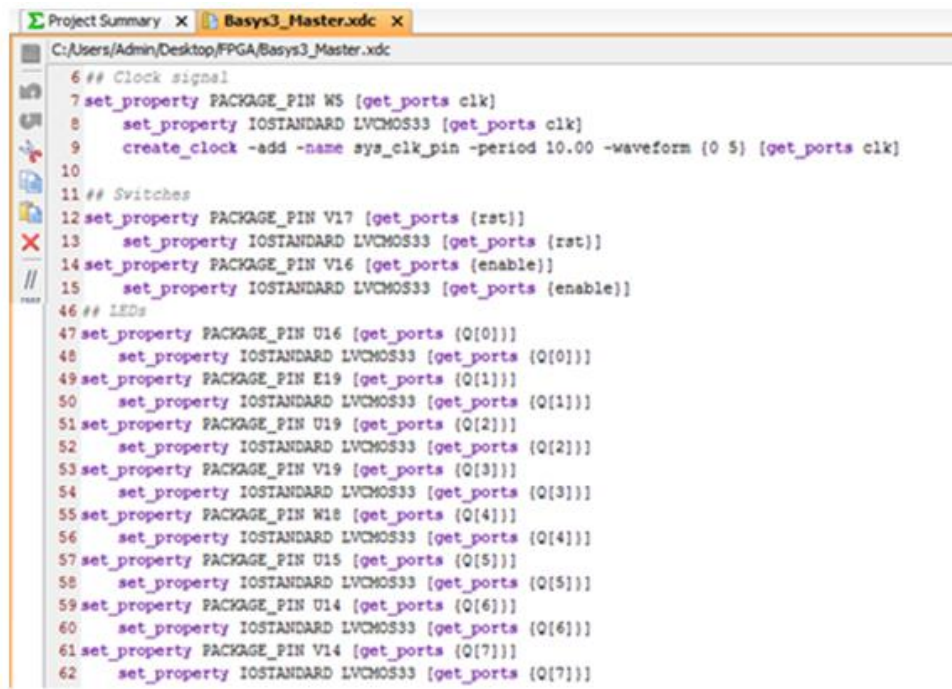 Project Summary × Basys3_Master.xdc ×
C:/Users/Admin/Desktop/FPGA/Basys3_Master.xdc
6 ## Clock signal
7 set_property PACKAGE_PIN W5 [get_ports clk]
8 set_property IOSTANDARD LVCMOS33 [get_ports clk]
9 create_clock -add -name sys_clk_pin -period 10.00 -waveform {0 5} [get_ports clk]
10
11 ## Switches
12 set_property PACKAGE_PIN V17 [get_ports {rst}]
13 set_property IOSTANDARD LVCMOS33 [get_ports {rst}]
14 set_property PACKAGE_PIN V16 [get_ports {enable}]
15 set_property IOSTANDARD LVCMOS33 [get_ports {enable}]
46 ## LEDs
47 set_property PACKAGE_PIN U16 [get_ports {Q[0]}]
48 set_property IOSTANDARD LVCMOS33 [get_ports {Q[0]}]
49 set_property PACKAGE_PIN E19 [get_ports {Q[1]}]
50 set_property IOSTANDARD LVCMOS33 [get_ports {Q[1]}]
51 set_property PACKAGE_PIN U19 [get_ports {Q[2]}]
52 set_property IOSTANDARD LVCMOS33 [get_ports {Q[2]}]
53 set_property PACKAGE_PIN V19 [get_ports {Q[3]}]
54 set_property IOSTANDARD LVCMOS33 [get_ports {Q[3]}]
55 set_property PACKAGE_PIN W18 [get_ports {Q[4]}]
56 set_property IOSTANDARD LVCMOS33 [get_ports {Q[4]}]
57 set_property PACKAGE_PIN U15 [get_ports {Q[5]}]
58 set_property IOSTANDARD LVCMOS33 [get_ports {Q[5]}]
59 set_property PACKAGE_PIN U14 [get_ports {Q[6]}]
60 set_property IOSTANDARD LVCMOS33 [get_ports {Q[6]}]
61 set_property PACKAGE_PIN V14 [get_ports {Q[7]}]
62 set_property IOSTANDARD LVCMOS33 [get_ports {Q[7]}]